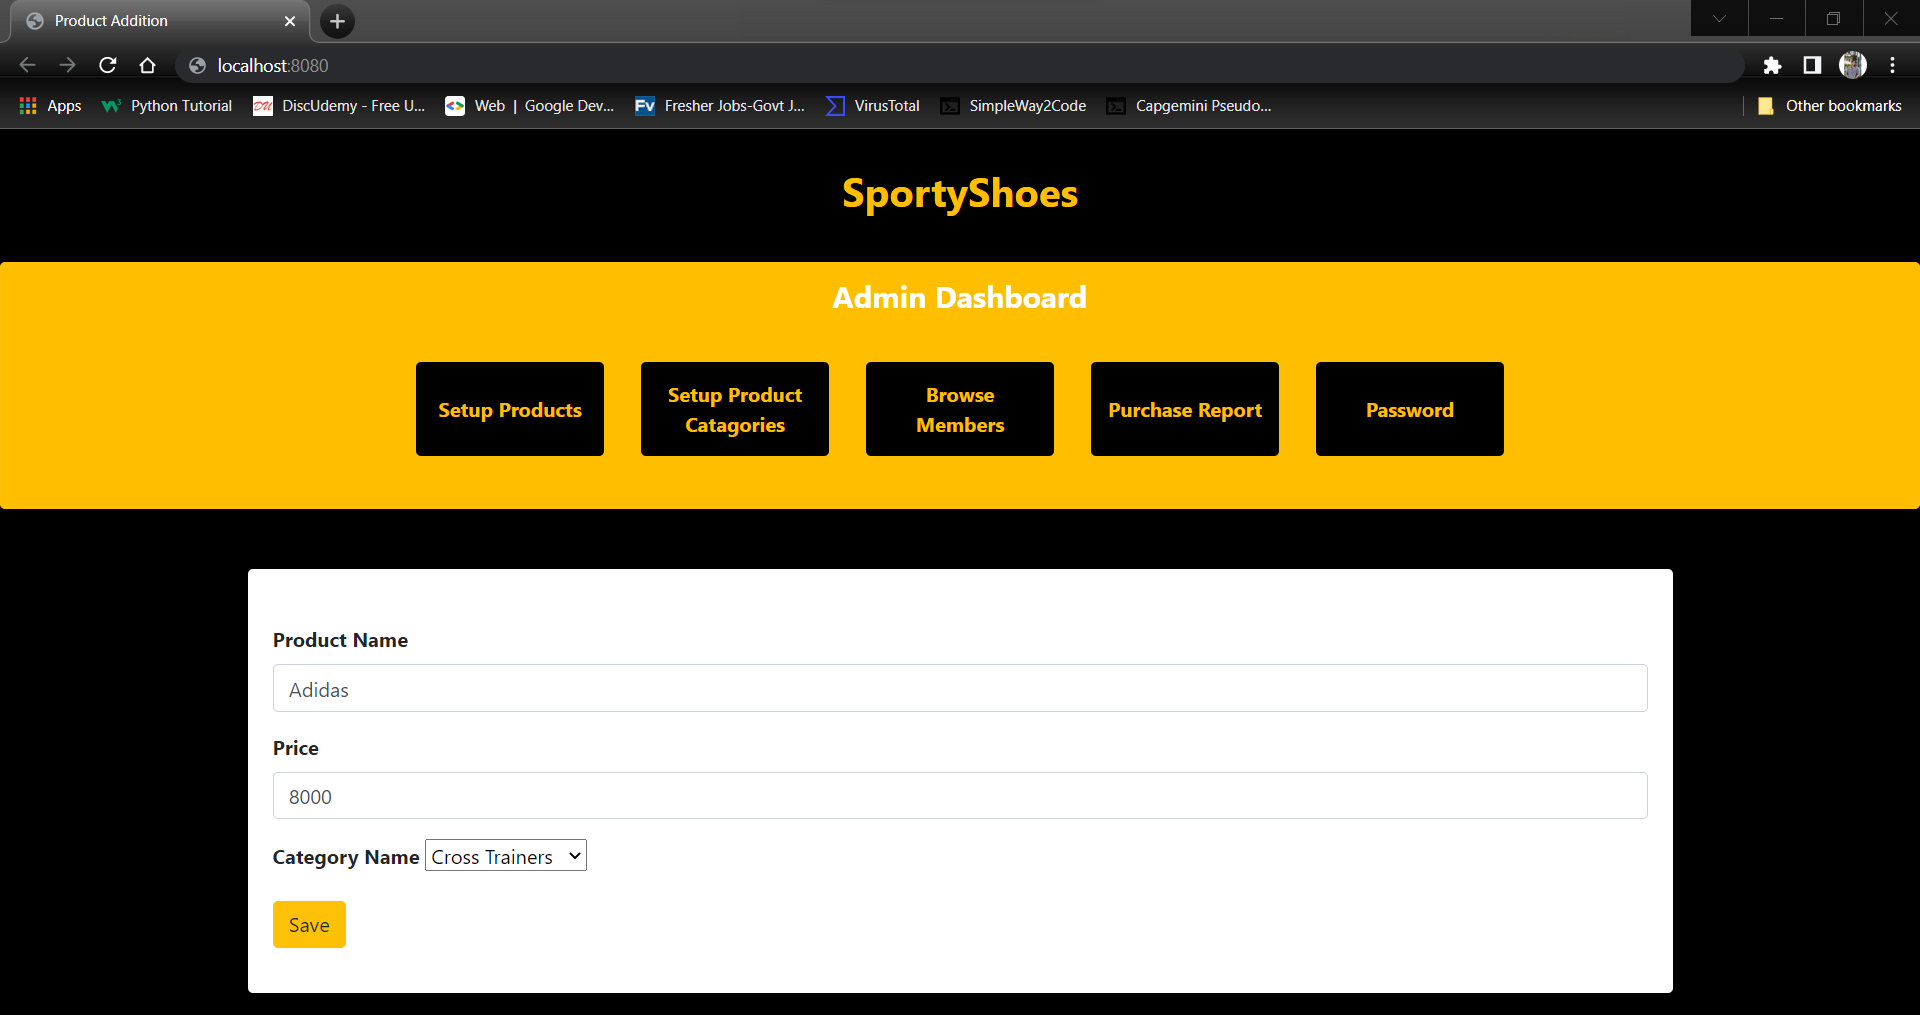 Product Addition
localhost:8080
Apps
Python Tutorial
DU
DiscUdemy - Free U...
Web | Google Dev...
Fv
Fresher Jobs-Govt J...
VirusTotal
SimpleWay2Code
Capgemini Pseudo...
Other bookmarks
SportyShoes
Admin Dashboard
Setup Products
Setup Product
Catagories
Browse
Members
Purchase Report
Password
Product Name
Adidas
Price
8000
Category Name Cross Trainers
Save